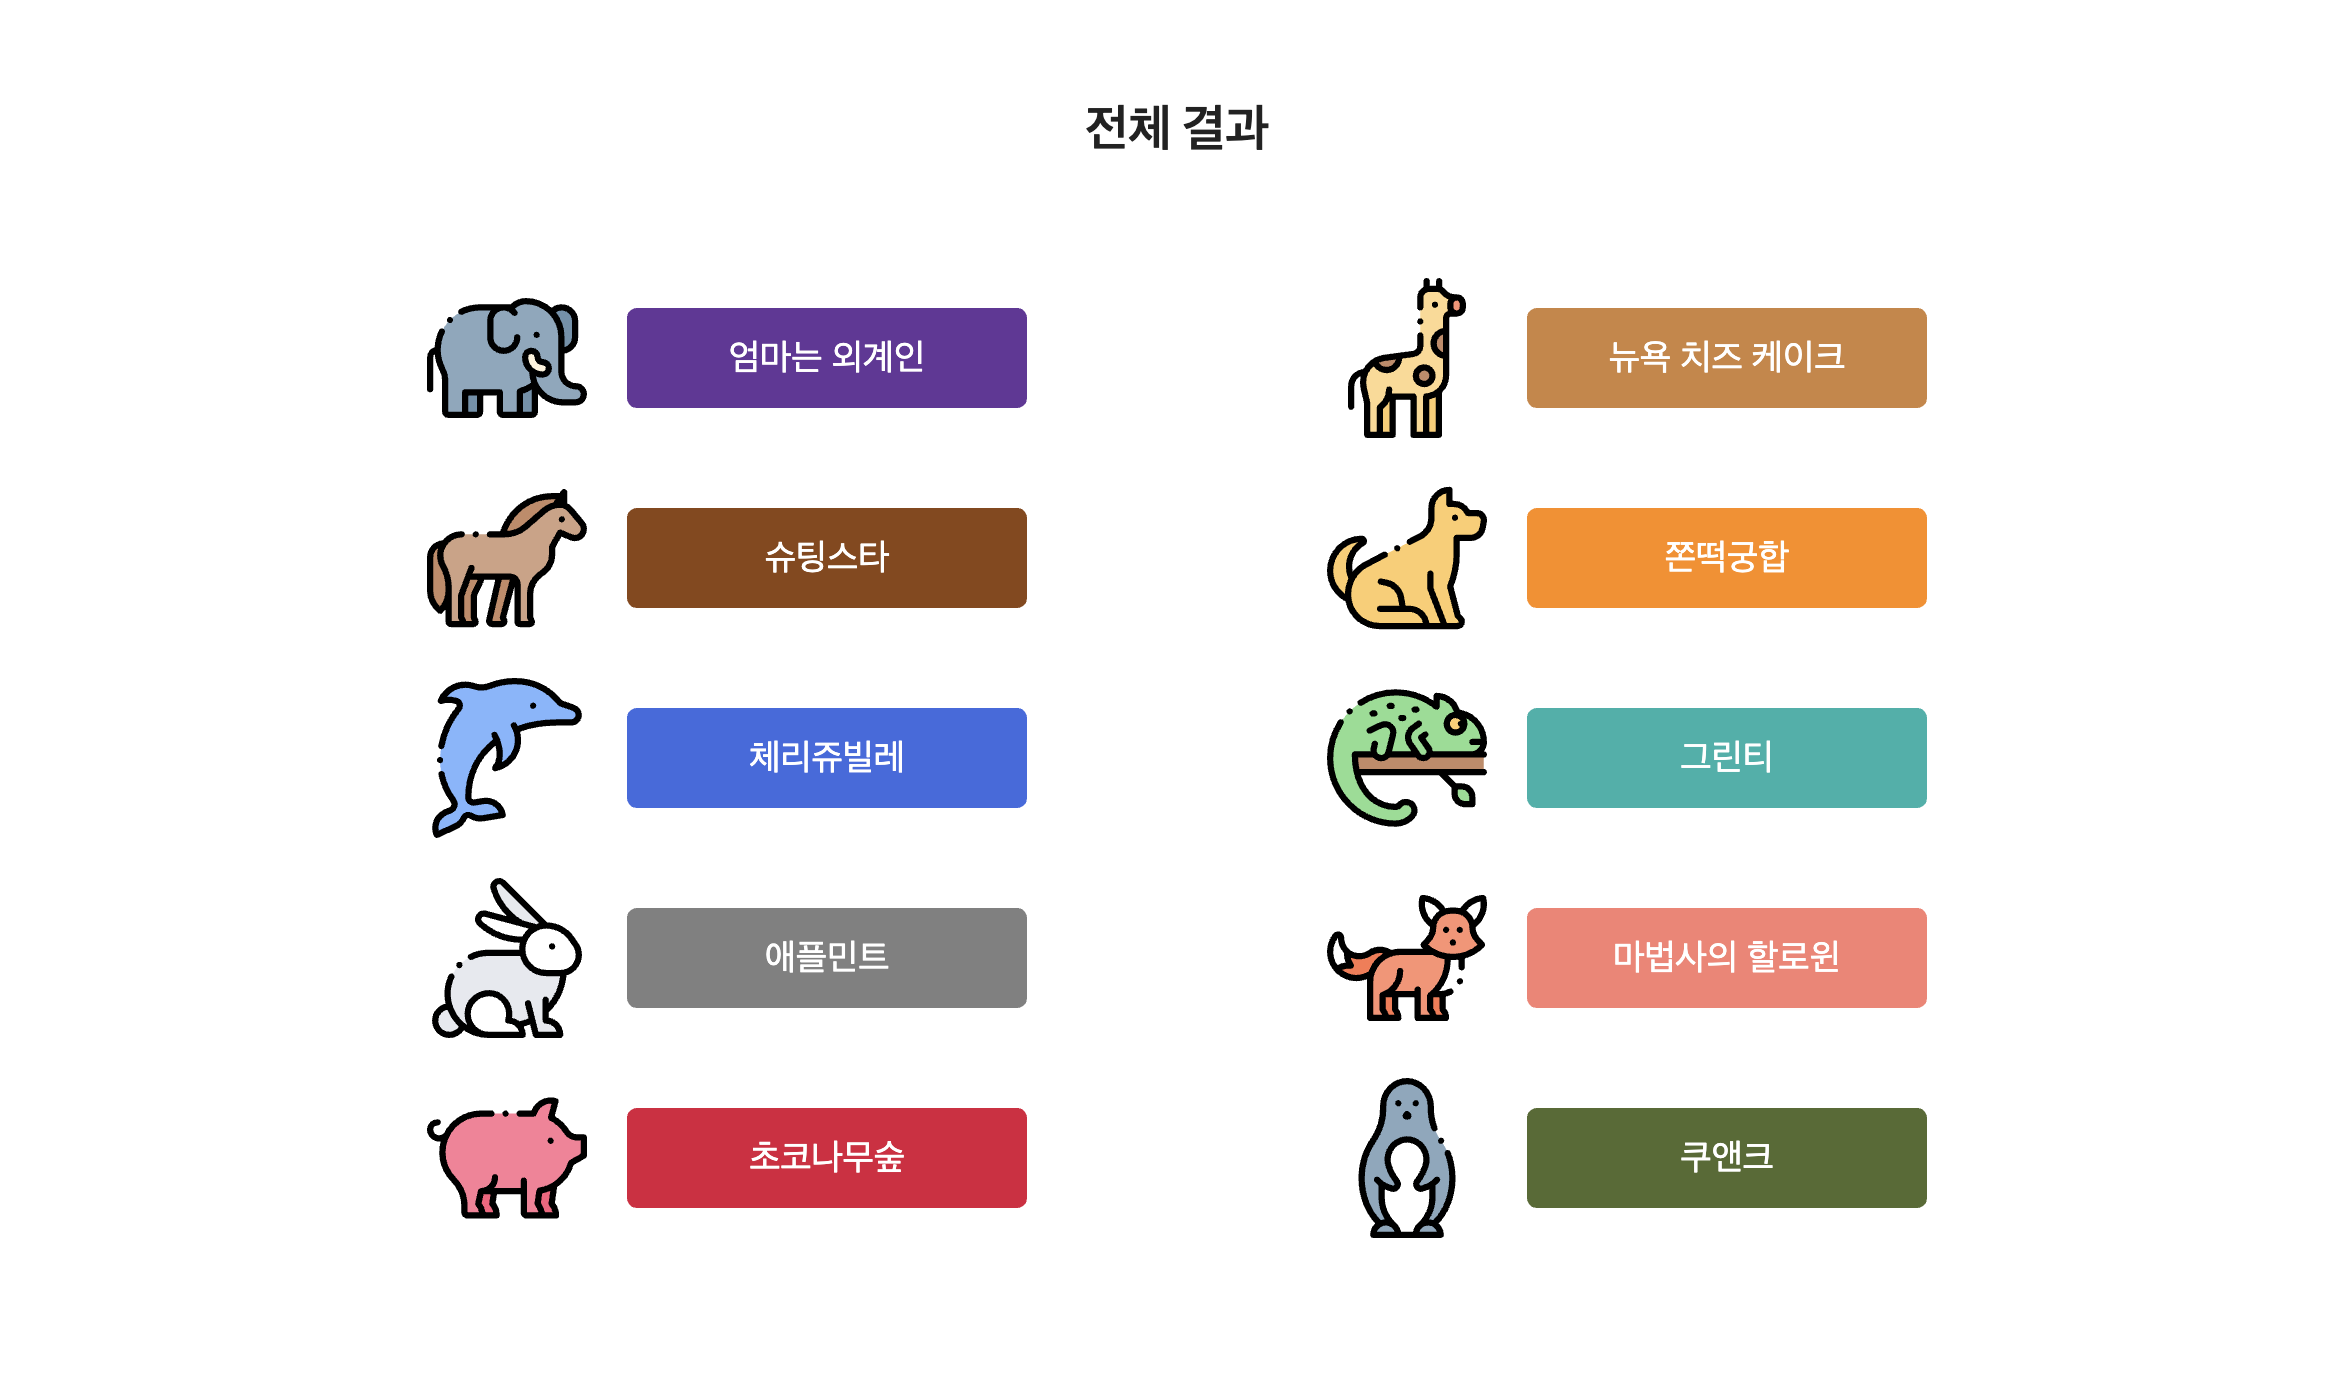 전체 결과
엄마는 외계인
뉴욕 치즈 케이크
슈팅스타
쫀떡궁합
체리쥬빌레
그린티
애플민트
마법사의 할로윈
초코나무숲
쿠앤크